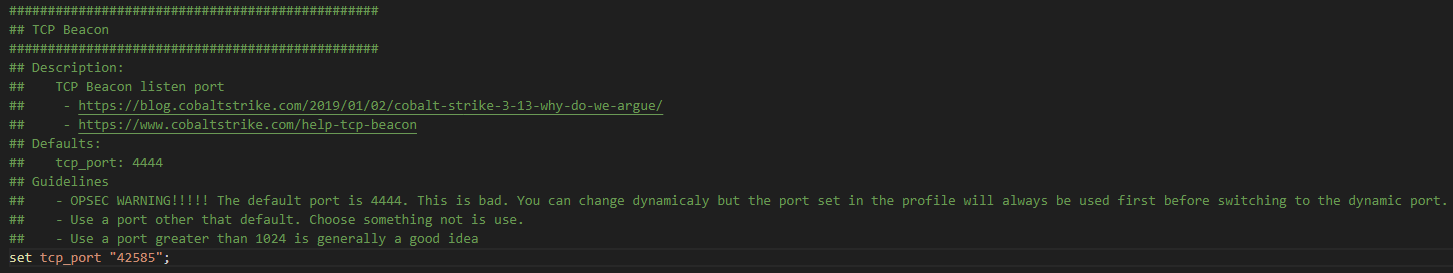 ################################################
## TCP Beacon
################################################
## Description:
##    TCP Beacon listen port
##     - https://blog.cobaltstrike.com/2019/01/02/cobalt-strike-3-13-why-do-we-argue/
##     - https://www.cobaltstrike.com/help-tcp-beacon
## Defaults:
##    tcp_port: 4444
## Guidelines
##    - OPSEC WARNING!!!!! The default port is 4444. This is bad. You can change dynamicaly but the port set in the profile will always be used first before switching to the dynamic port.
##    - Use a port other that default. Choose something not is use.
##    - Use a port greater than 1024 is generally a good idea
set tcp_port "42585";